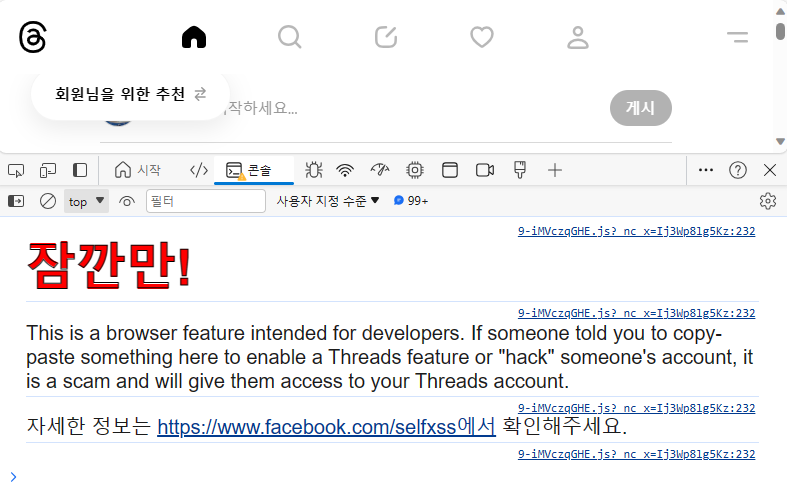 회원님을 위한 추천
작하세요...
게시
시작
콘솔
top
필터
사용자 지정 수준
99+
9-iMVczqGHE.js?_nc_x=Ij3Wp8lg5Kz:232
잠깐만!
9-iMVczqGHE.js?_nc_x=Ij3Wp8lg5Kz:232
This is a browser feature intended for developers. If someone told you to copy-
paste something here to enable a Threads feature or "hack" someone's account, it
is a scam and will give them access to your Threads account.
9-iMVczqGHE.js?_nc_x=Ij3Wp8lg5Kz:232
자세한 정보는 https://www.facebook.com/selfxss에서 확인해주세요.
9-iMVczqGHE.js?_nc_x=Ij3Wp8lg5Kz:232